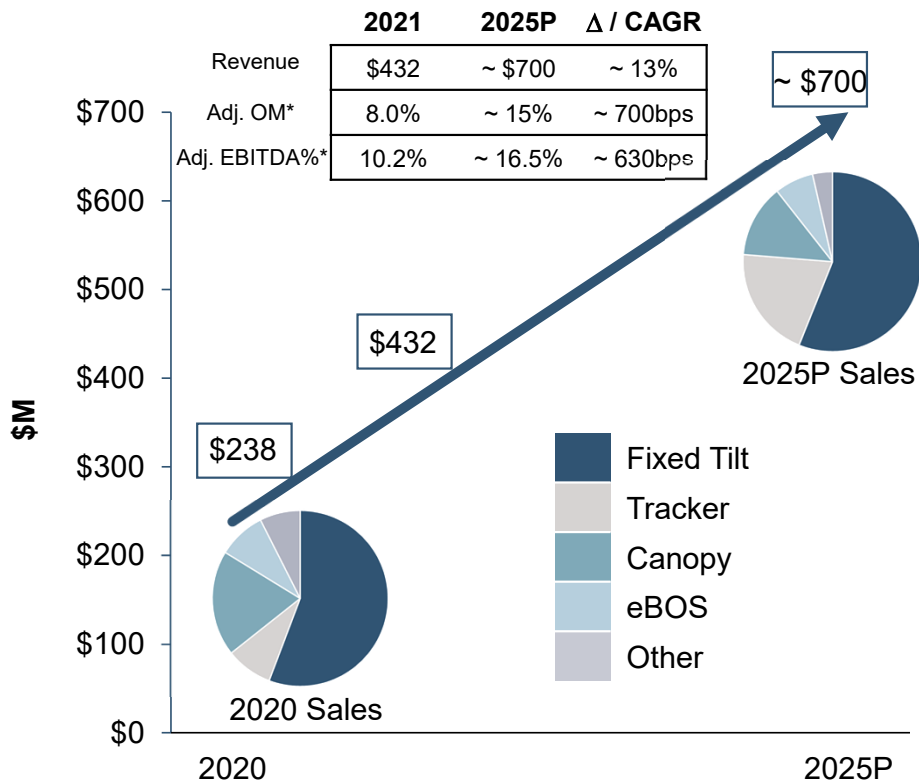 2021 2025P Δ / CAGR
Revenue $432 ~ $700 ~ 13%
Adj. OM* 8.0% ~ 15% ~ 700bps
Adj. EBITDA%* 10.2% ~ 16.5% ~ 630bps
~ $700
$700
$600
$500
$400
$300
$200
$100
$0
$M
$432
$238
2025P Sales
Fixed Tilt
Tracker
Canopy
eBOS
Other
2020 Sales
2020 2025P